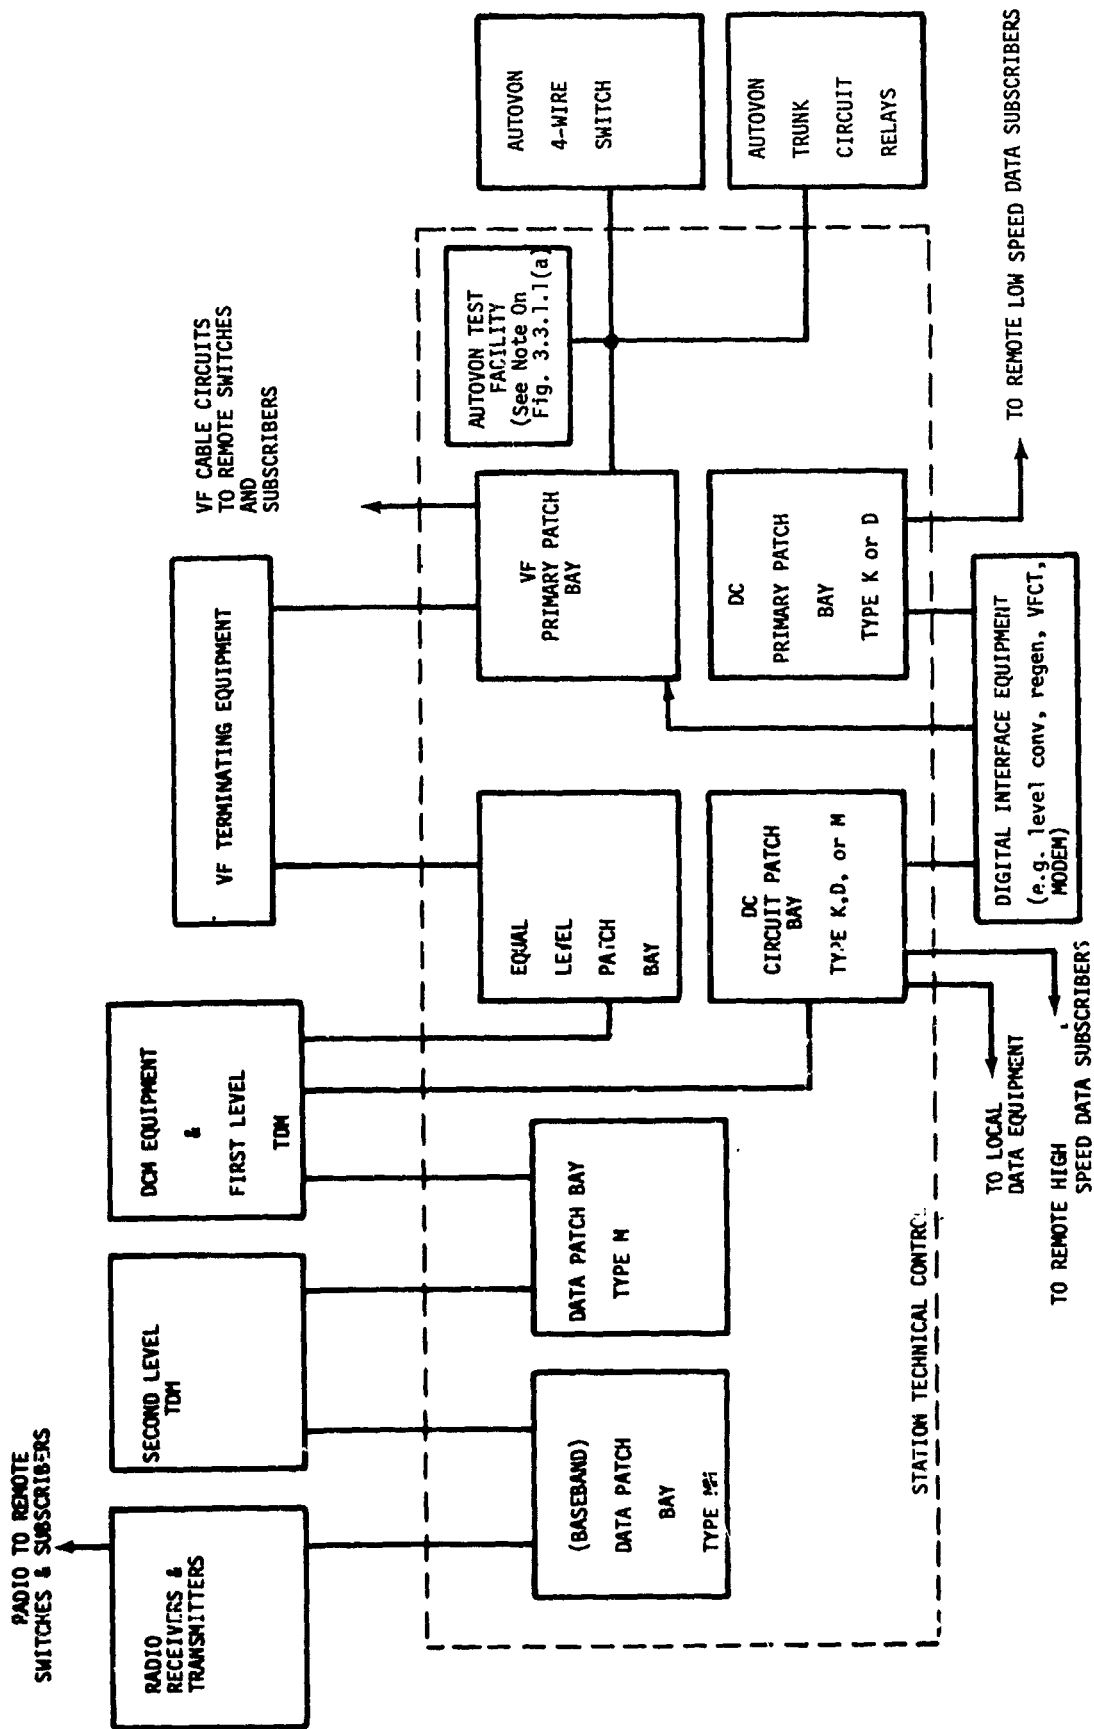 RADIO TO REMOTE
SWITCHES & SUBSCRIBERS
RADIO
RECEIVERS &
TRANSMITTERS
SECOND LEVEL
TDM
DCM EQUIPMENT
&
FIRST LEVEL
TDM
VF TERMINATING EQUIPMENT
VF CABLE CIRCUITS
TO REMOTE SWITCHES
AND
SUBSCRIBERS
(BASEBAND)
DATA PATCH
BAY
TYPE
DATA PATCH BAY
TYPE M
EQUAL
LEVEL
PATCH
BAY
VF
PRIMARY PATCH
BAY
AUTOVON TEST
FACILITY
(See Note On
Fig. 3.3.1.1(a)
AUTOVON
4-WIRE
SWITCH
AUTOVON
TRUNK
CIRCUIT
RELAYS
DC
CIRCUIT PATCH
BAY
TYPE K,D, or M
DC
PRIMARY PATCH
BAY
TYPE K or D
STATION TECHNICAL CONTROL
TO LOCAL
DATA EQUIPMENT
TO REMOTE HIGH
SPEED DATA SUBSCRIBERS
DIGITAL INTERFACE EQUIPMENT
(e.g. level conv, regen, VFCT,
MODEM)
TO REMOTE LOW SPEED DATA SUBSCRIBERS